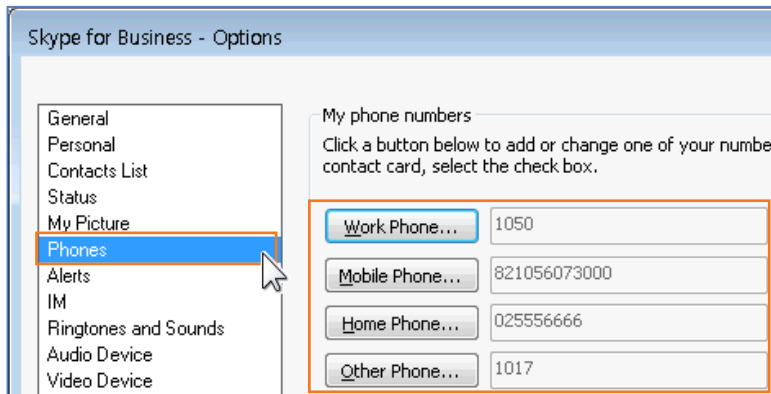 Skype for Business - Options
General
Personal
Contacts List
Status
My Picture
Phones
Alerts
IM
Ringtones and Sounds
Audio Device
Video Device
My phone numbers
Click a button below to add or change one of your numbe
contact card, select the check box.
Work Phone... 1050
Mobile Phone... 821056073000
Home Phone... 025556666
Other Phone... 1017